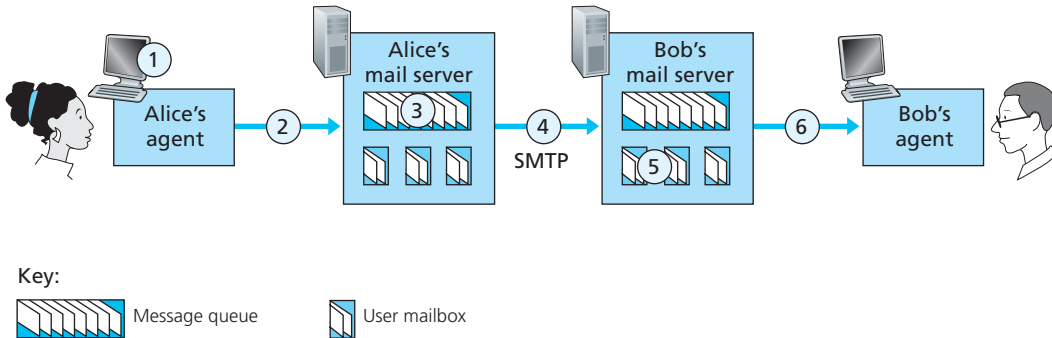 1
Alice's
agent
2
Alice's
mail server
3
4
SMTP
Bob's
mail server
5
6
Bob's
agent
Key:
Message queue
User mailbox